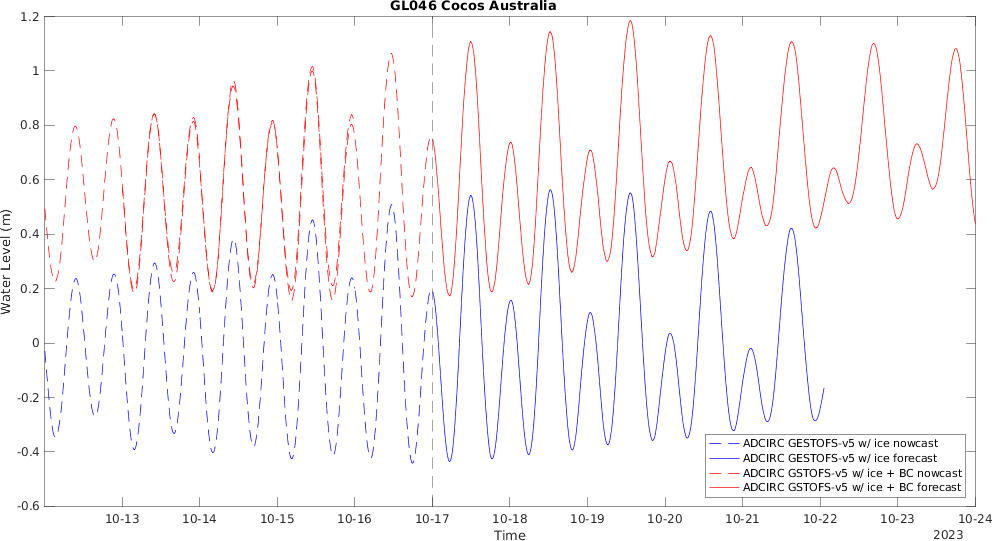 GL046 Cocos Australia
Water Level (m)
1.2
1
0.8
0.6
0.4
0.2
0
-0.2
-0.4
-0.6
ADCIRC GESTOFS-v5 w/ ice nowcast
ADCIRC GESTOFS-v5 w/ ice forecast
ADCIRC GSTOFS-v5 w/ ice + BC nowcast
ADCIRC GSTOFS-v5 w/ ice + BC forecast
10-13 10-14 10-15 10-16 10-17 10-18 10-19 10-20 10-21 10-22 10-23 10-24
Time
2023